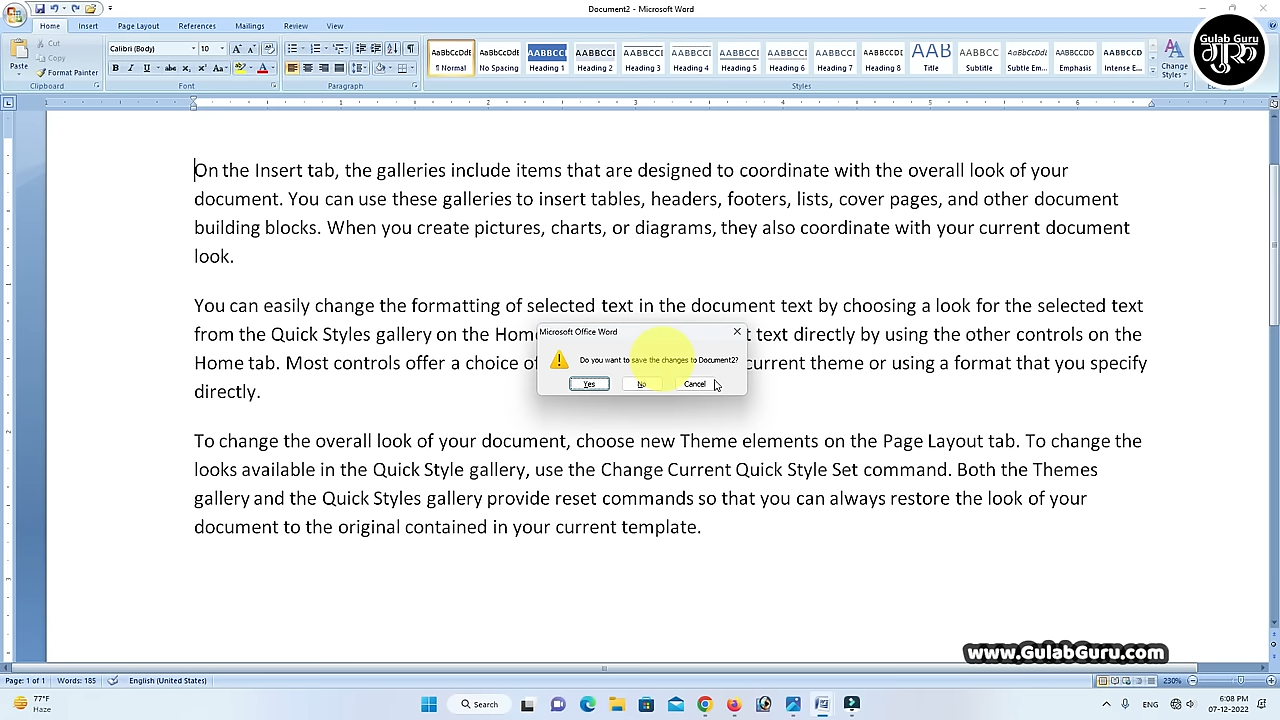 Document2 - Microsoft Word
Home Insert Page Layout References Mailings Review View
Gulab Guru
गुरु
Paste
Cut
Copy
Format Painter
Clipboard
Calibri (Body) 10
Font
Paragraph
AaBbCcDd AaBbCcDd AABBCC AABBCCI AABBCCI AABBCCI AABBCCI AABBCCI AABBCCI AABBCCI AAB AABBCC AaBbCcDd AaBbCcDd AABBCCD
¶ Normal No Spacing Heading 1 Heading 2 Heading 3 Heading 4 Heading 5 Heading 6 Heading 7 Heading 8 Title Subtitle Subtle Em... Emphasis Intense E...
Change Styles
Styles
On the Insert tab, the galleries include items that are designed to coordinate with the overall look of your
document. You can use these galleries to insert tables, headers, footers, lists, cover pages, and other document
building blocks. When you create pictures, charts, or diagrams, they also coordinate with your current document
look.
You can easily change the formatting of selected text in the document text by choosing a look for the selected text
from the Quick Styles gallery on the Hom t text directly by using the other controls on the
Home tab. Most controls offer a choice of current theme or using a format that you specify
directly.
Microsoft Office Word
Do you want to save the changes to Document2?
Yes No Cancel
To change the overall look of your document, choose new Theme elements on the Page Layout tab. To change the
looks available in the Quick Style gallery, use the Change Current Quick Style Set command. Both the Themes
gallery and the Quick Styles gallery provide reset commands so that you can always restore the look of your
document to the original contained in your current template.
www.GulabGuru.com
Page: 1 of 1 Words: 185 English (United States) 230%
77°F
Haze
Search
ENG
6:08 PM
07-12-2022